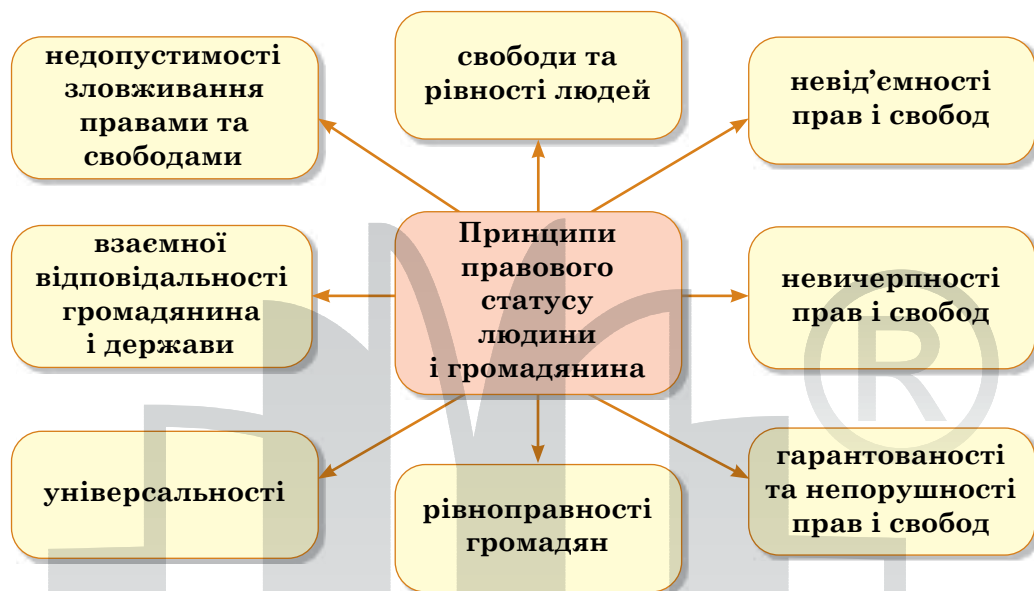 недопустимості
зловживання
правами та
свободами
свободи та
рівності людей
невід’ємності
прав і свобод
взаємної
відповідальності
громадянина
і держави
Принципи
правового
статусу
людини
і громадянина
невичерпності
прав і свобод
універсальності
рівноправності
громадян
гарантованості
та непорушності
прав і свобод
®